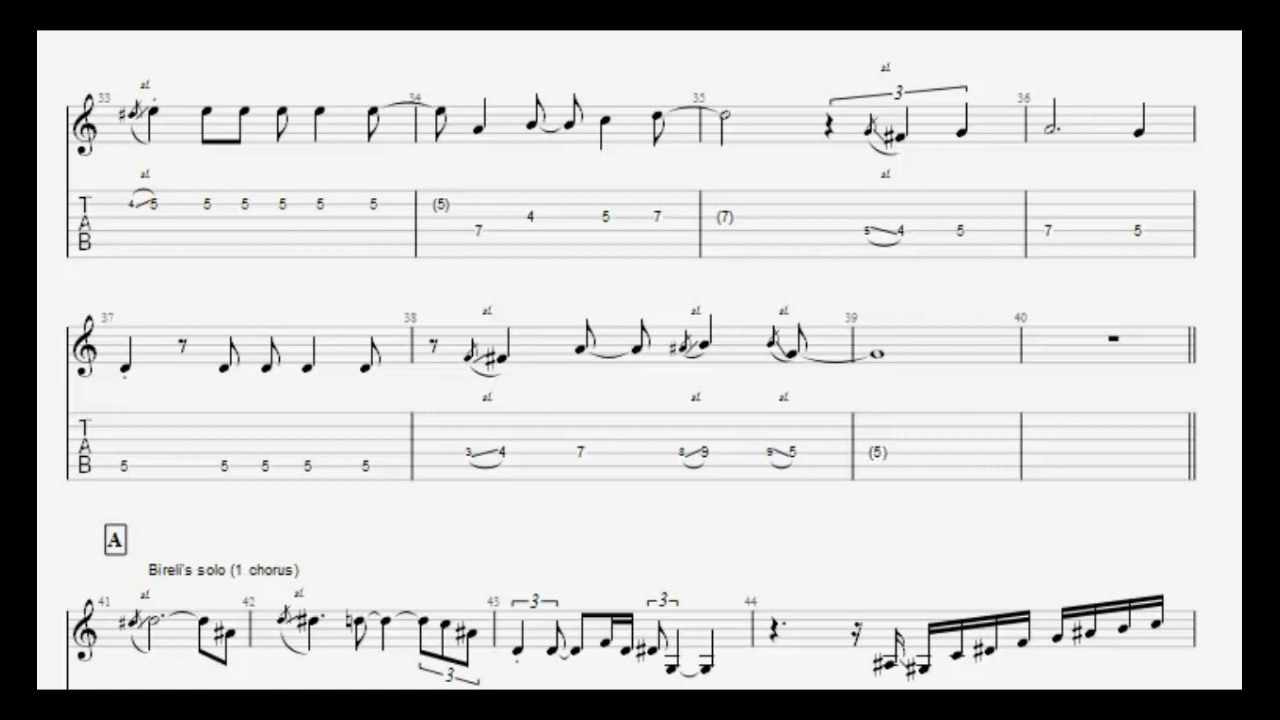 sl
33 34 35 sl 3 36
sl sl
T A B 4 5 5 5 5 5 5 (5) 7 4 5 7 (7) 5 4 5 7 5
37 38 sl sl sl 39 40
sl sl sl
T A B 5 5 5 5 5 3 4 7 8 9 9 5 (5)
A
Bireli's solo (1 chorus)
sl sl
41 42 43 3 3 44
3